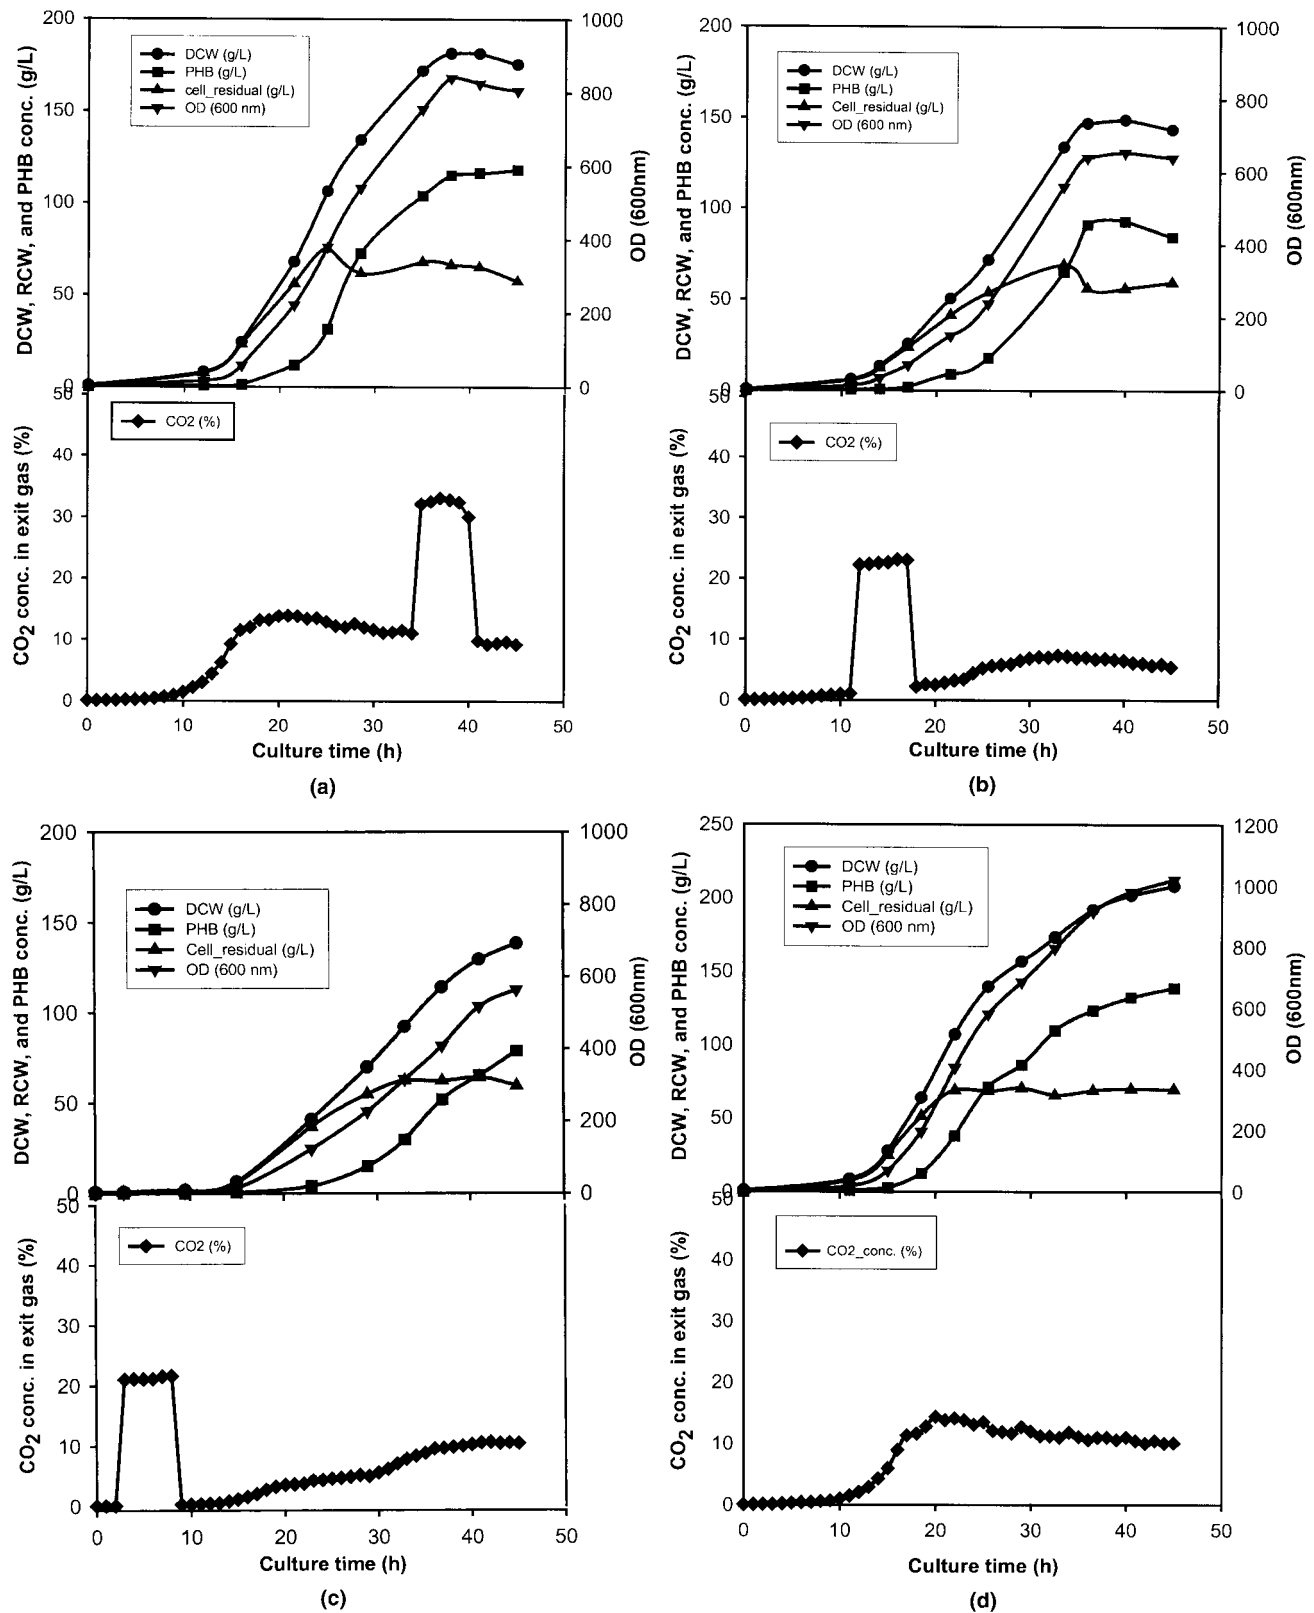 200
150
100
50
0
DCW, RCW, and PHB conc. (g/L)
DCW (g/L)
PHB (g/L)
cell_residual (g/L)
OD (600 nm)
1000
800
600
400
200
0
OD (600nm)
50
40
30
20
10
0
CO2 conc. in exit gas (%)
CO2 (%)
0 10 20 30 40 50
Culture time (h)
(a)
200
150
100
50
0
DCW, RCW, and PHB conc. (g/L)
DCW (g/L)
PHB (g/L)
Cell_residual (g/L)
OD (600 nm)
1000
800
600
400
200
0
OD (600nm)
50
40
30
20
10
0
CO2 conc. in exit gas (%)
CO2 (%)
0 10 20 30 40 50
Culture time (h)
(b)
200
150
100
50
0
DCW, RCW, and PHB conc. (g/L)
DCW (g/L)
PHB (g/L)
Cell_residual (g/L)
OD (600 nm)
1000
800
600
400
200
0
OD (600nm)
50
40
30
20
10
0
CO2 conc. in exit gas (%)
CO2 (%)
0 10 20 30 40 50
Culture time (h)
(c)
250
200
150
100
50
0
DCW, RCW, and PHB conc. (g/L)
DCW (g/L)
PHB (g/L)
Cell_residual (g/L)
OD (600 nm)
1200
1000
800
600
400
200
0
OD (600nm)
50
40
30
20
10
0
CO2 conc. in exit gas (%)
CO2_conc. (%)
0 10 20 30 40 50
Culture time (h)
(d)